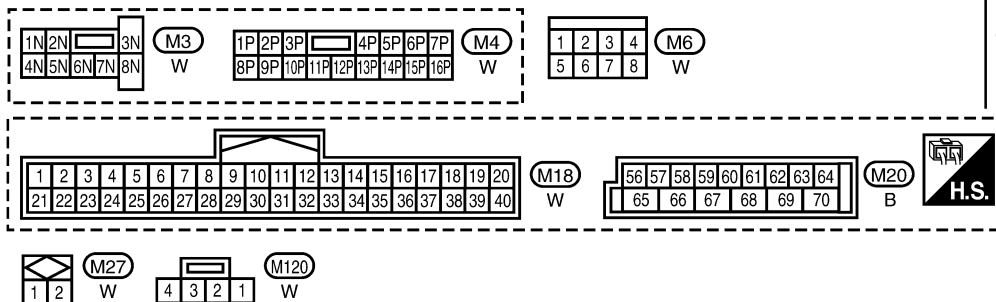 1N 2N 3N M3
4N 5N 6N 7N 8N W
1P 2P 3P 4P 5P 6P 7P M4
8P 9P 10P 11P 12P 13P 14P 15P 16P W
1 2 3 4 M6
5 6 7 8 W
1 2 3 4 5 6 7 8 9 10 11 12 13 14 15 16 17 18 19 20 M18
21 22 23 24 25 26 27 28 29 30 31 32 33 34 35 36 37 38 39 40 W
56 57 58 59 60 61 62 63 64 M20
65 66 67 68 69 70 B
H.S.
M27
1 2 W
M120
4 3 2 1 W